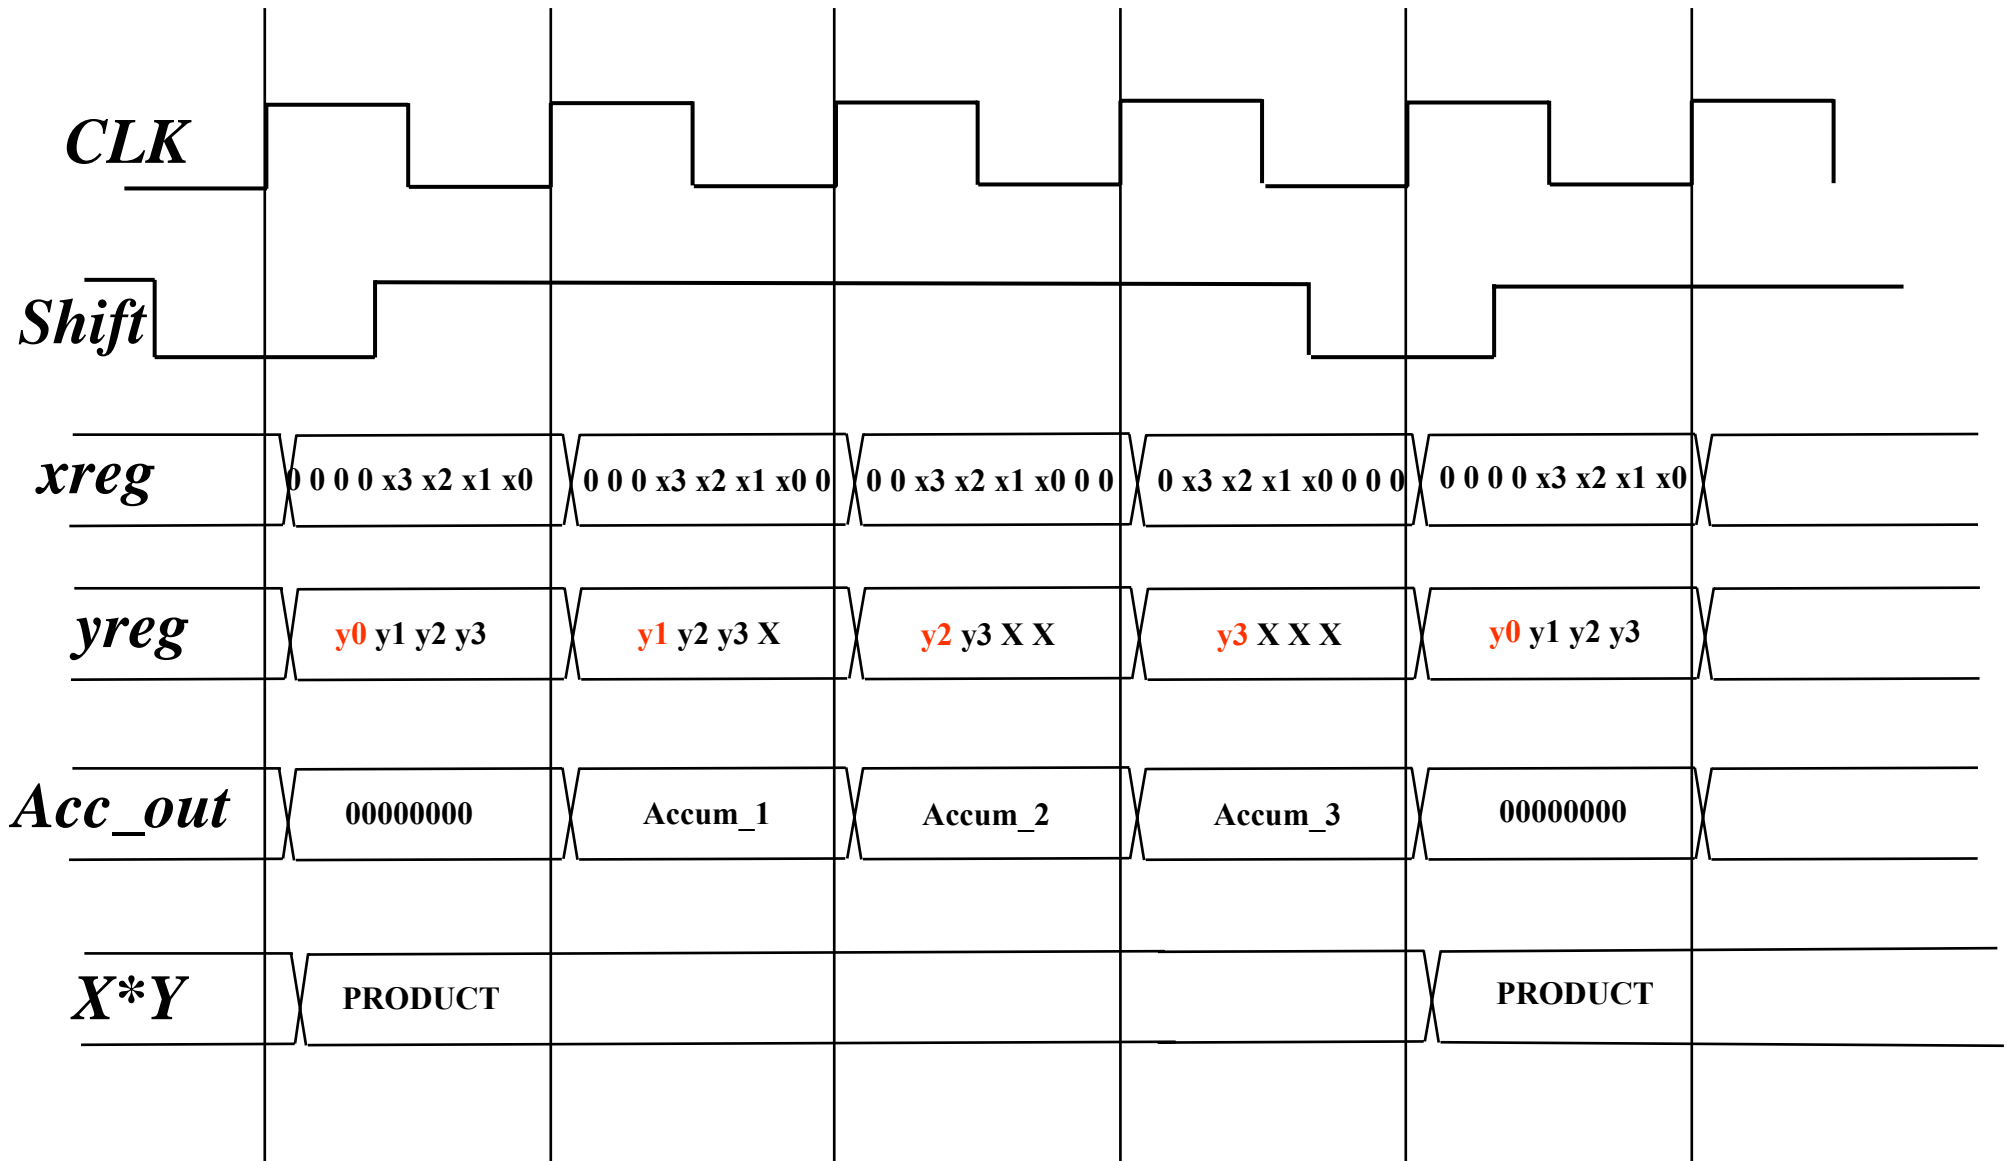 CLK
Shift
xreg 0 0 0 0 x3 x2 x1 x0 0 0 0 x3 x2 x1 x0 0 0 0 x3 x2 x1 x0 0 0 0 x3 x2 x1 x0 0 0 0 0 0 0 0 x3 x2 x1 x0
yreg y0 y1 y2 y3 y1 y2 y3 X y2 y3 X X y3 X X X y0 y1 y2 y3
Acc_out 00000000 Accum_1 Accum_2 Accum_3 00000000
X*Y PRODUCT PRODUCT